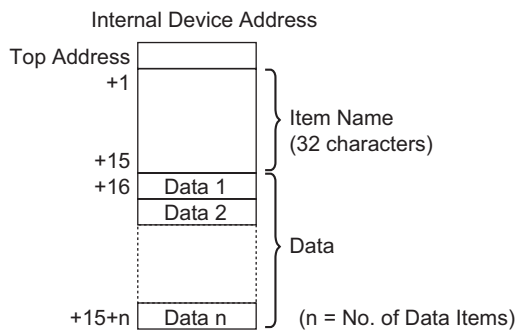 Internal Device Address
Top Address
+1
Item Name
(32 characters)
+15
+16 Data 1
Data 2
Data
+15+n Data n (n = No. of Data Items)